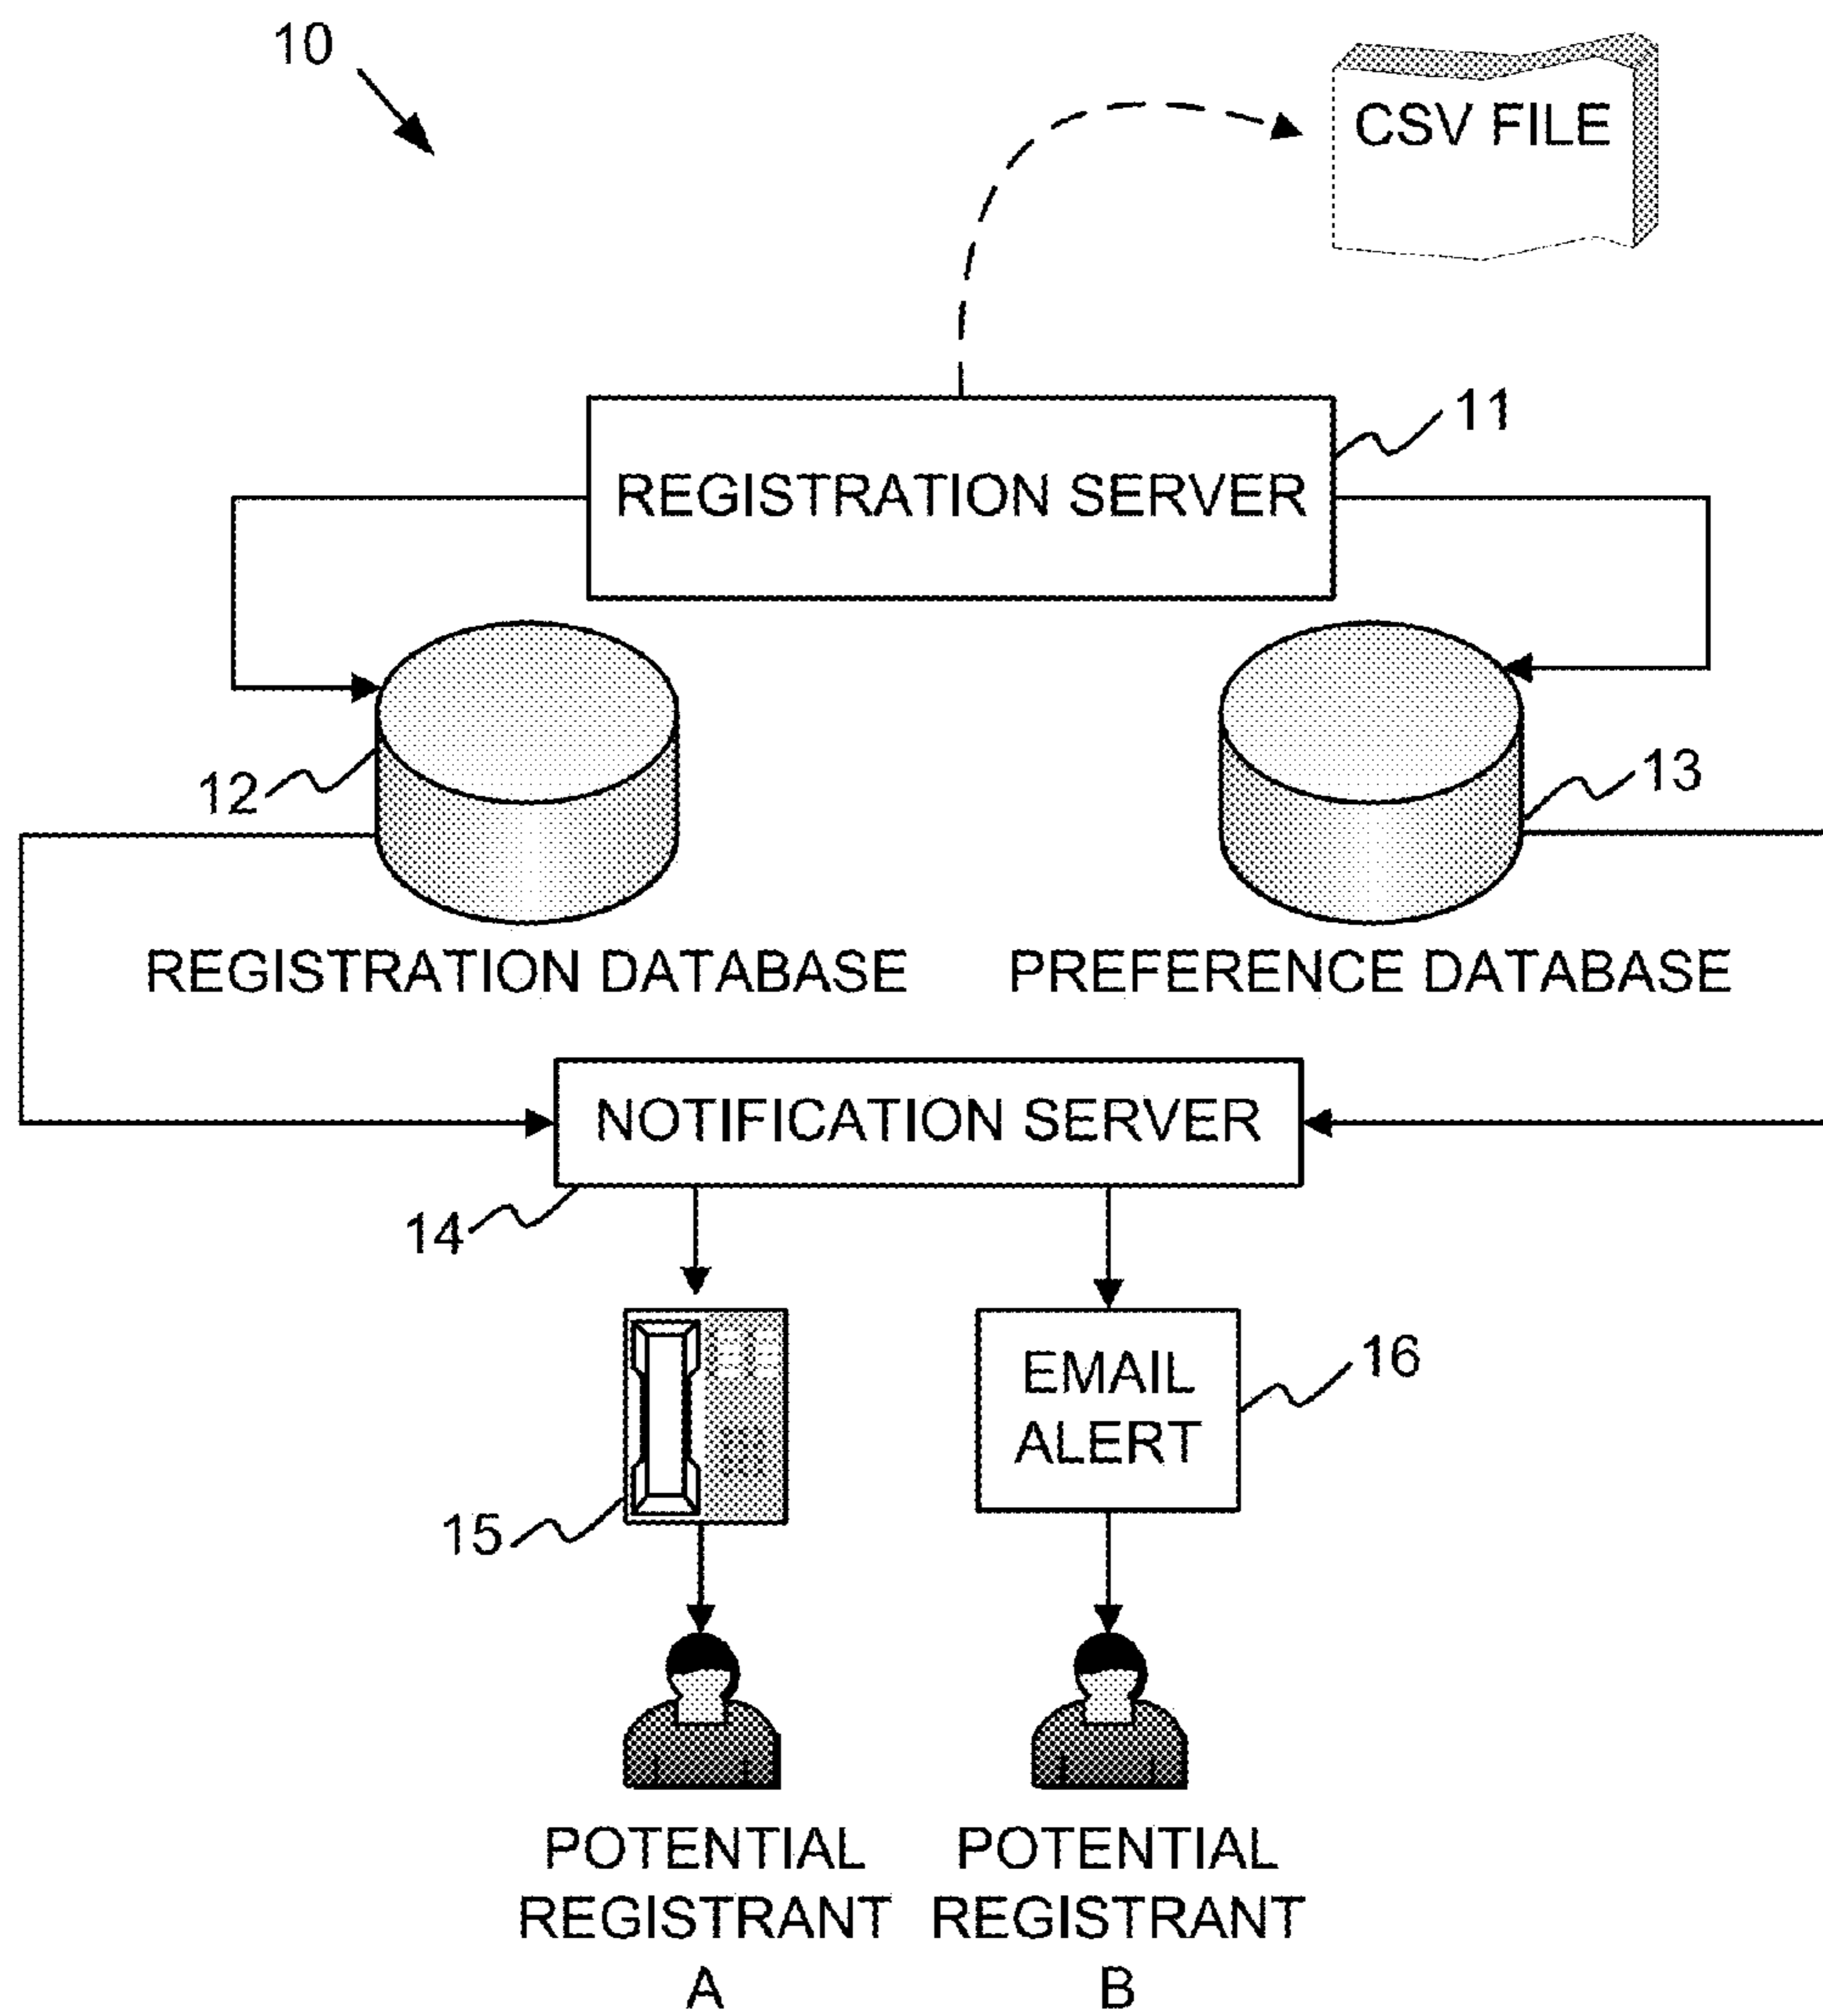 10
CSV FILE
11
REGISTRATION SERVER
12
13
REGISTRATION DATABASE
PREFERENCE DATABASE
NOTIFICATION SERVER
14
EMAIL
ALERT
16
15
POTENTIAL
REGISTRANT
A
POTENTIAL
REGISTRANT
B